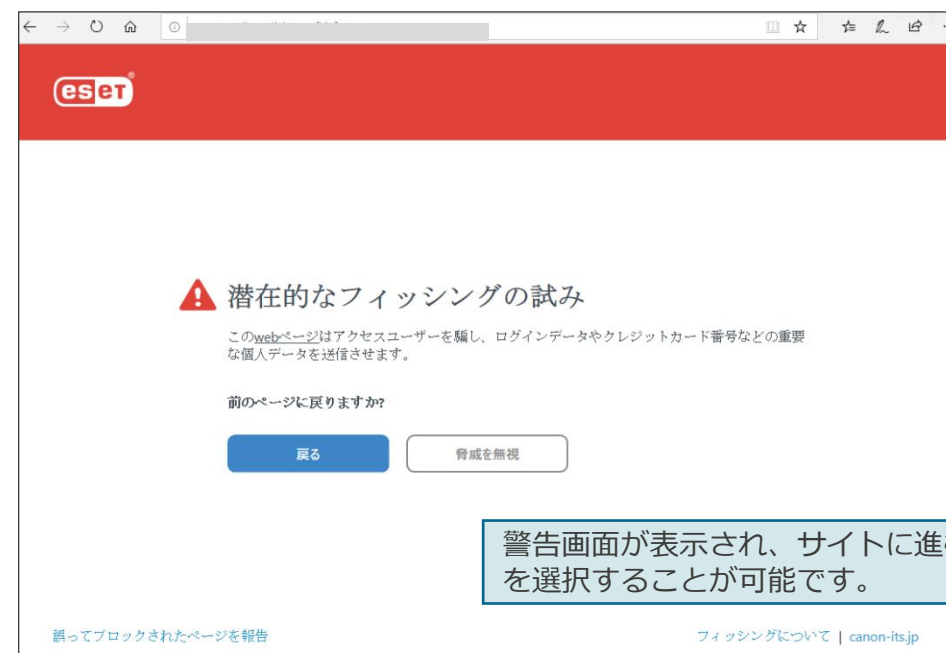 eset
潜在的なフィッシングの試み
このwebページはアクセスユーザーを騙し、ログインデータやクレジットカード番号などの重要
な個人データを送信させます。
前のページに戻りますか?
戻る
脅威を無視
警告画面が表示され、サイトに進
を選択することが可能です。
誤ってブロックされたページを報告
フィッシングについて | canon-its.jp